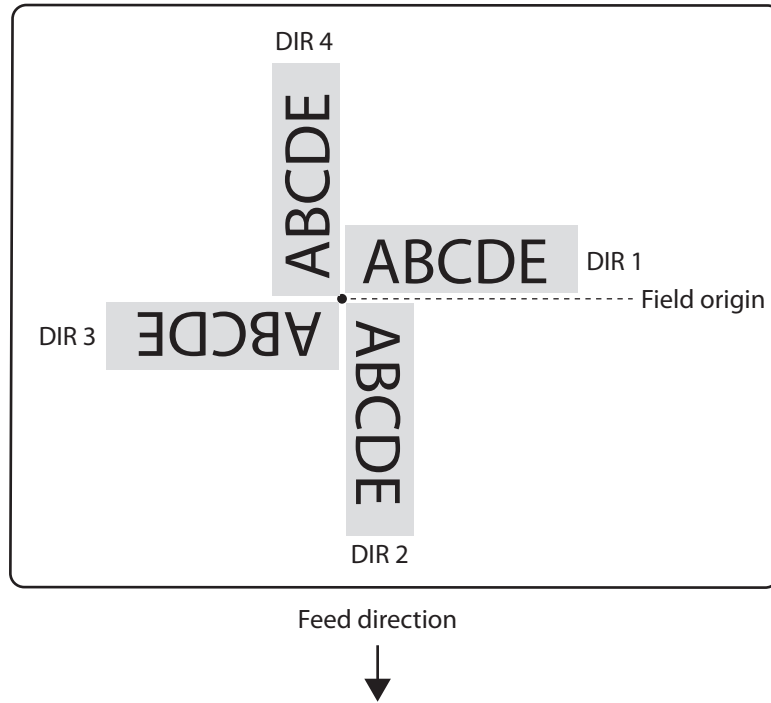 DIR 4
ABCDE
ABCDE
DIR 1
Field origin
DIR 3
ABCDE
ABCDE
DIR 2
Feed direction